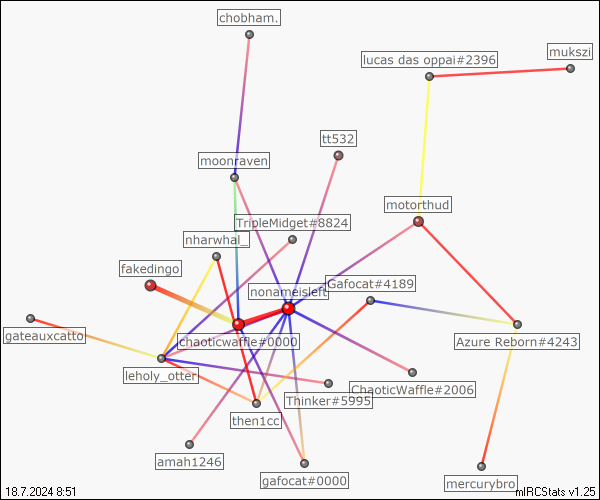 chobham.
mukszi
lucas das oppai#2396
tt532
moonraven
motorthud
TripleMidget#8824
nharwhal_
fakedingo
nonameisleft
Gafocat#4189
gateauxcatto
chaoticwaffle#0000
Azure Reborn#4243
leholy_otter
ChaoticWaffle#2006
Thinker#5995
then1cc
amah1246
gafocat#0000
mercurybro
18.7.2024 8:51
mIRCStats v1.25